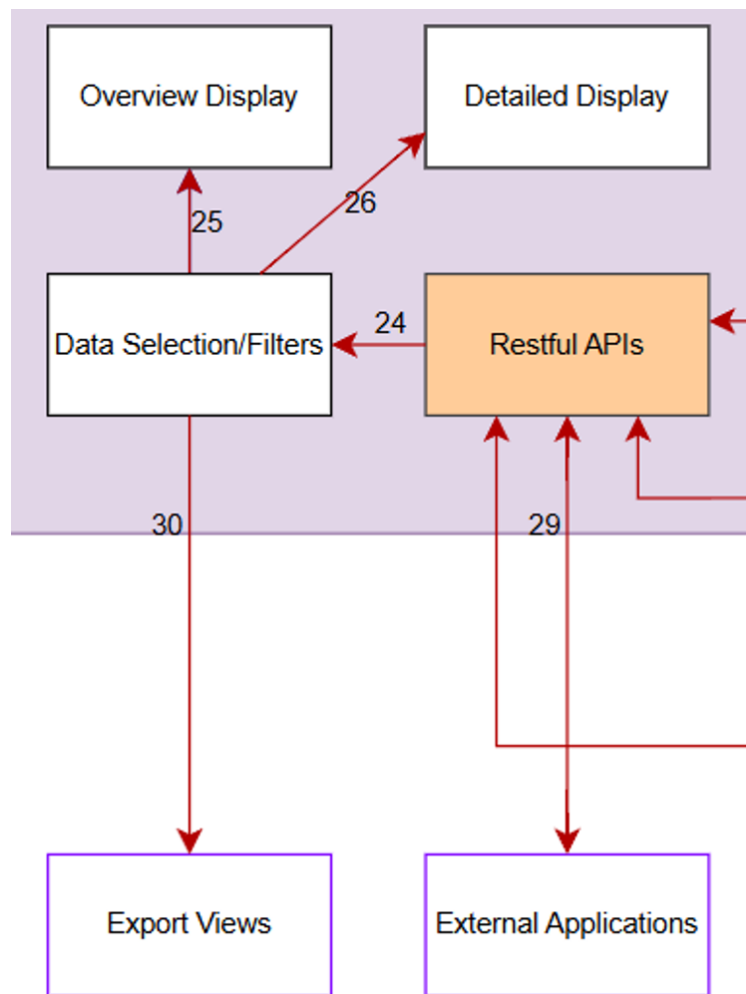 Overview Display
Detailed Display
25
26
Data Selection/Filters
24
Restful APIs
30
29
Export Views
External Applications